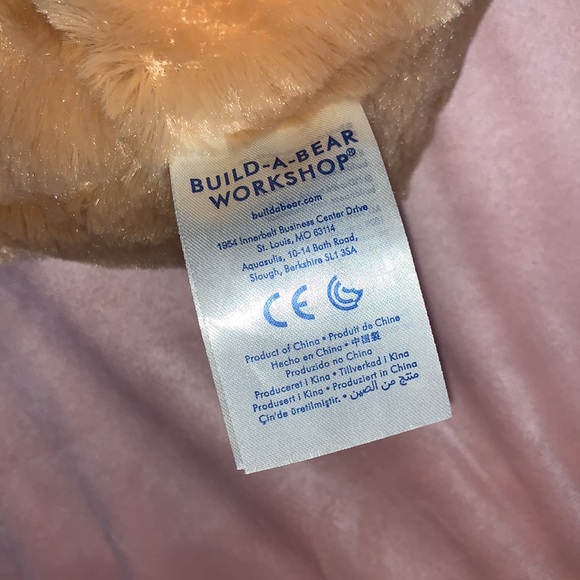 BUILD-A-BEAR
WORKSHOP®
buildabear.com
1954 Innerbelt Business Center Drive
St. Louis, MO 63114
Aquasulis, 10-14 Bath Road,
Slough, Berkshire SL1 3SA
CE
Product of China • Produit de Chine
Hecho en China • 中国製
Produzido na China
Produceret i Kina • Tillverkad i Kina
Produsert i Kina • Produziert in China
Çin'de üretilmiştir. • منتج من الصين